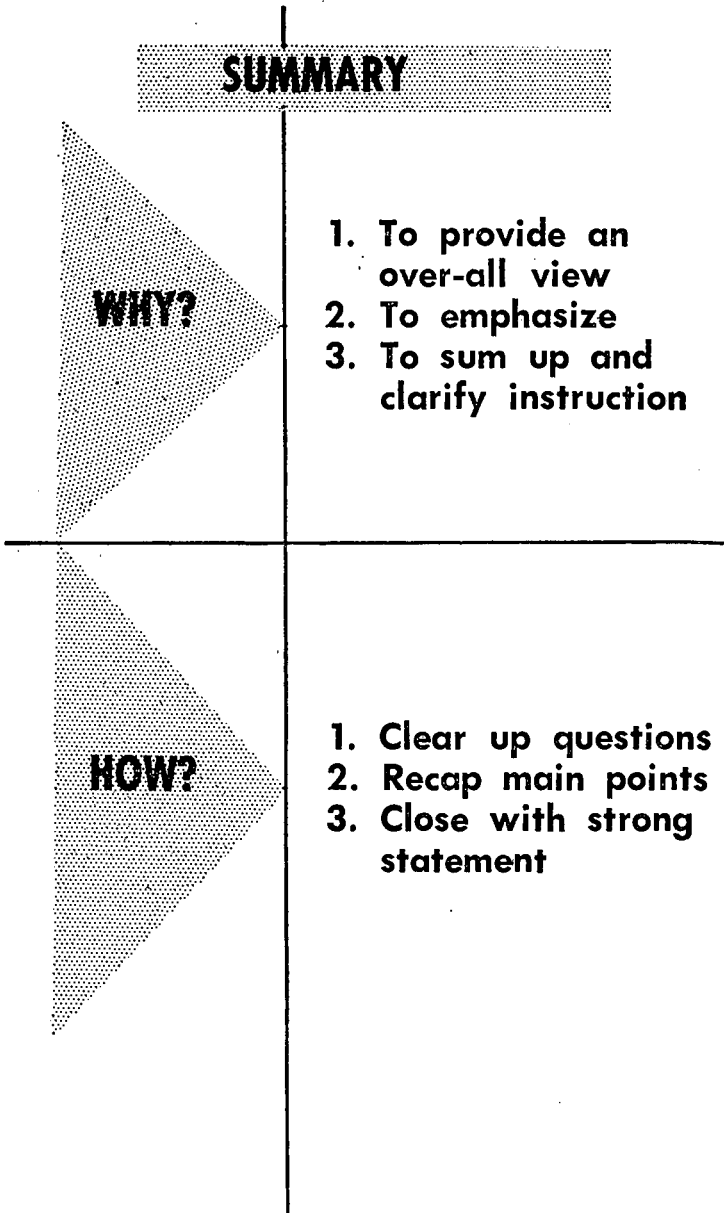 SUMMARY
WHY?
1. To provide an
over-all view
2. To emphasize
3. To sum up and
clarify instruction
HOW?
1. Clear up questions
2. Recap main points
3. Close with strong
statement